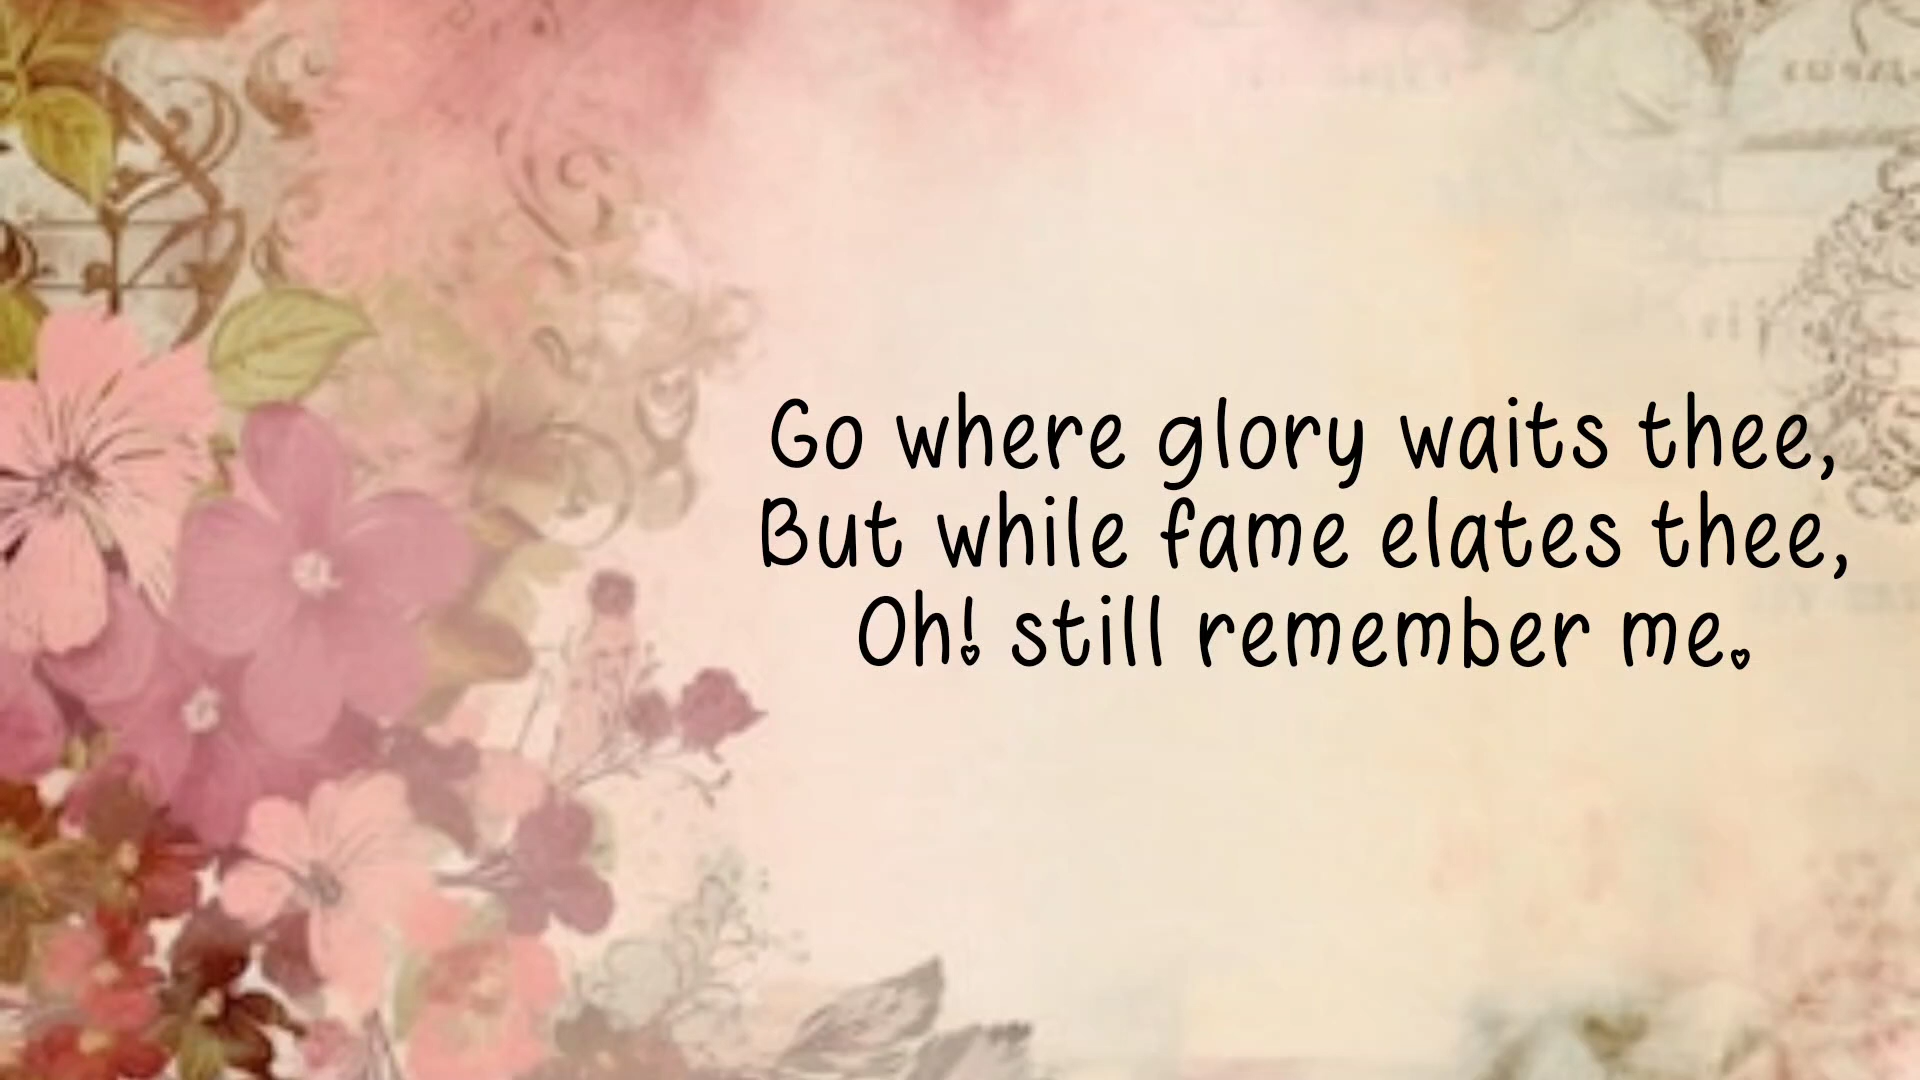 Go where glory waits thee,
But while fame elates thee,
Oh! still remember me.